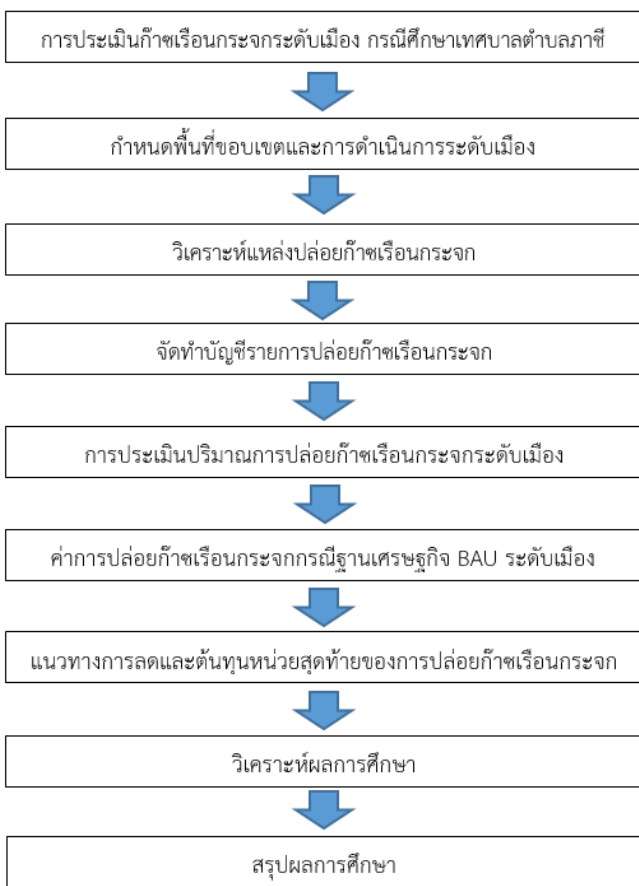 การประเมินก๊าซเรือนกระจกระดับเมือง กรณีศึกษาเทศบาลตำบลภาชี
กำหนดพื้นที่ขอบเขตและการดำเนินการระดับเมือง
วิเคราะห์แหล่งปล่อยก๊าซเรือนกระจก
จัดทำบัญชีรายการปล่อยก๊าซเรือนกระจก
การประเมินปริมาณการปล่อยก๊าซเรือนกระจกระดับเมือง
ค่าการปล่อยก๊าซเรือนกระจกกรณีฐานเศรษฐกิจ BAU ระดับเมือง
แนวทางการลดและต้นทุนหน่วยสุดท้ายของการปล่อยก๊าซเรือนกระจก
วิเคราะห์ผลการศึกษา
สรุปผลการศึกษา